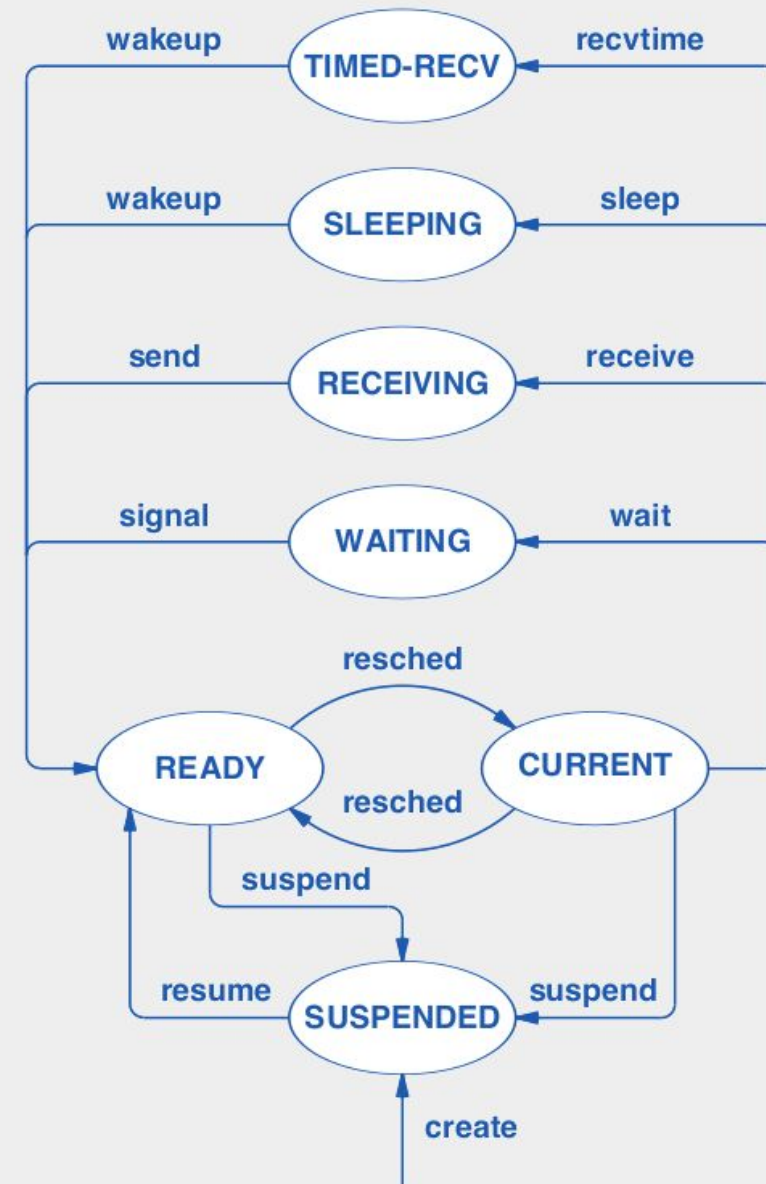 wakeup
TIMED-RECV
recvtime
wakeup
SLEEPING
sleep
send
RECEIVING
receive
signal
WAITING
wait
resched
READY
CURRENT
resched
suspend
resume
SUSPENDED
suspend
create